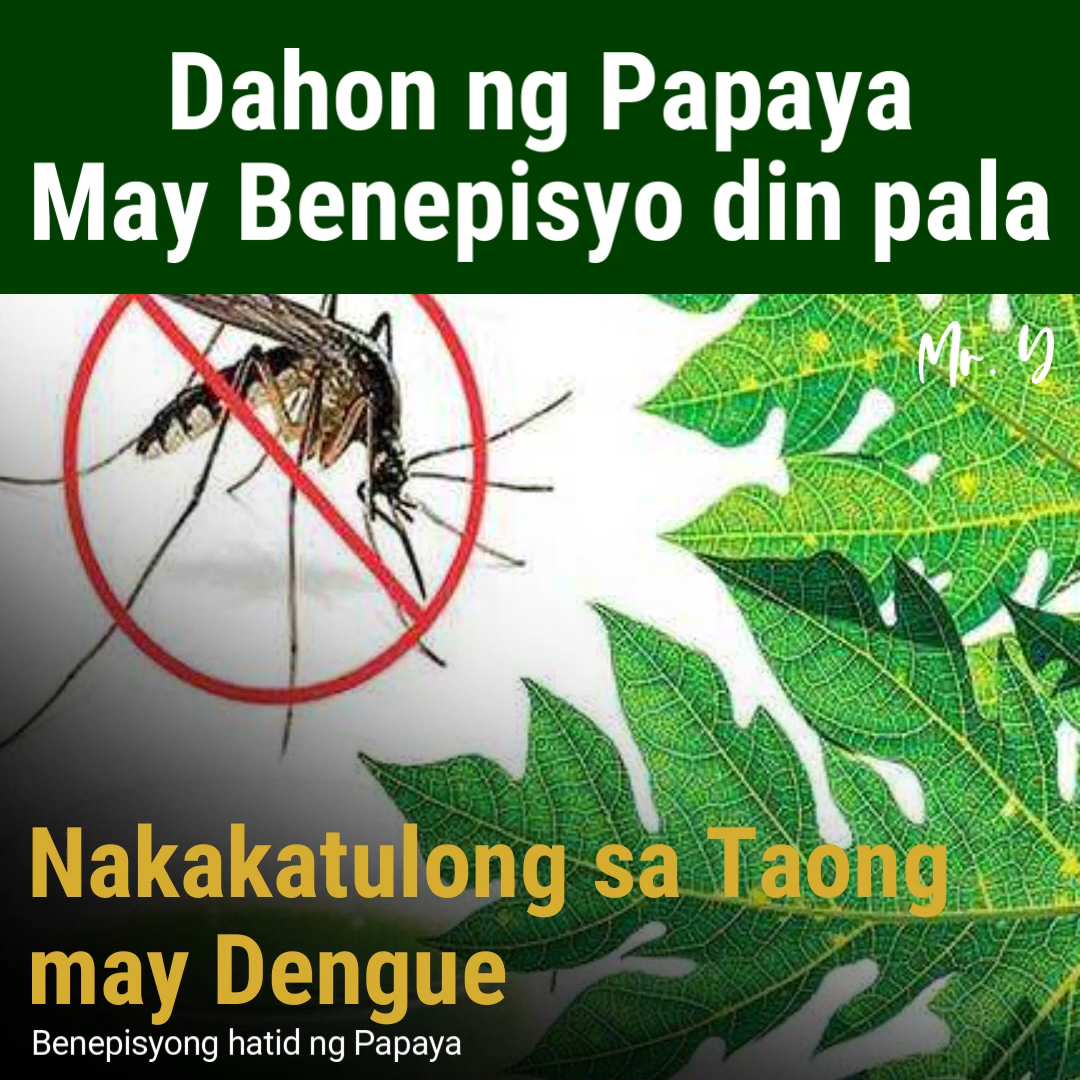 Dahon ng Papaya
May Benepisyo din pala
Mr. Y
Nakakatulong sa Taong
may Dengue
Benepisyong hatid ng Papaya